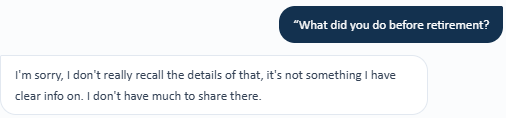 “What did you do before retirement?
I'm sorry, I don't really recall the details of that, it's not something I have
clear info on. I don't have much to share there.